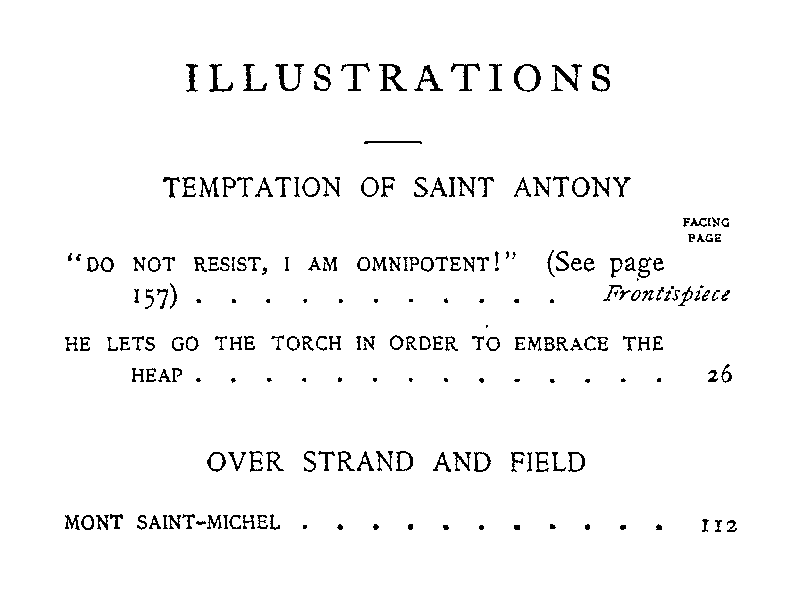 ILLUSTRATIONS
TEMPTATION OF SAINT ANTONY
FACING
PAGE
“DO NOT RESIST, I AM OMNIPOTENT!” (See page
157) . . . . . . . . . . . Frontispiece
HE LETS GO THE TORCH IN ORDER TO EMBRACE THE
HEAP . . . . . . . . . . . . . . 26
OVER STRAND AND FIELD
MONT SAINT-MICHEL . . . . . . . . . . . 112